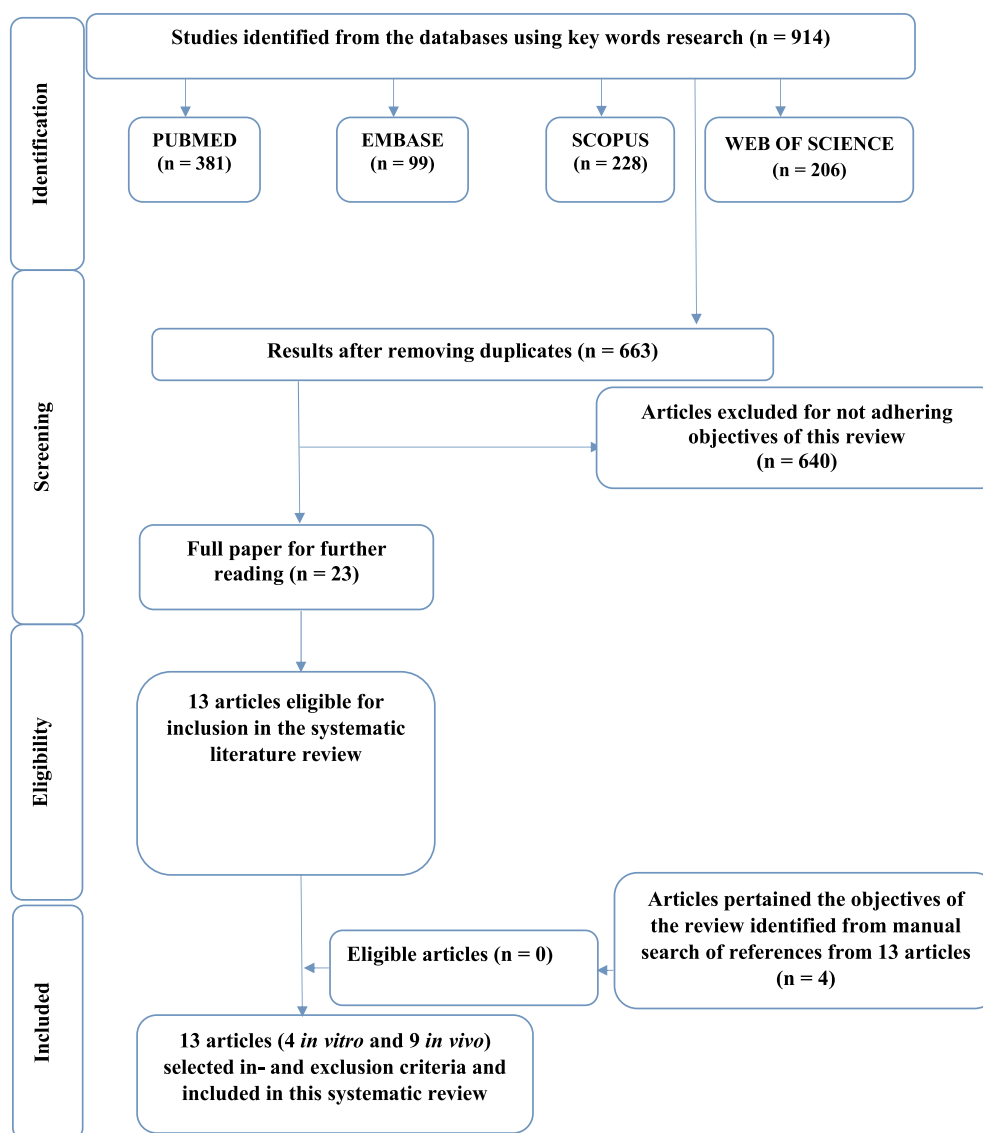 Identification
Studies identified from the databases using key words research (n = 914)
PUBMED
(n = 381)
EMBASE
(n = 99)
SCOPUS
(n = 228)
WEB OF SCIENCE
(n = 206)
Screening
Results after removing duplicates (n = 663)
Articles excluded for not adhering
objectives of this review
(n = 640)
Full paper for further
reading (n = 23)
Eligibility
13 articles eligible for
inclusion in the systematic
literature review
Included
Articles pertained the objectives of
the review identified from manual
search of references from 13 articles
(n = 4)
Eligible articles (n = 0)
13 articles (4 in vitro and 9 in vivo)
selected in- and exclusion criteria and
included in this systematic review